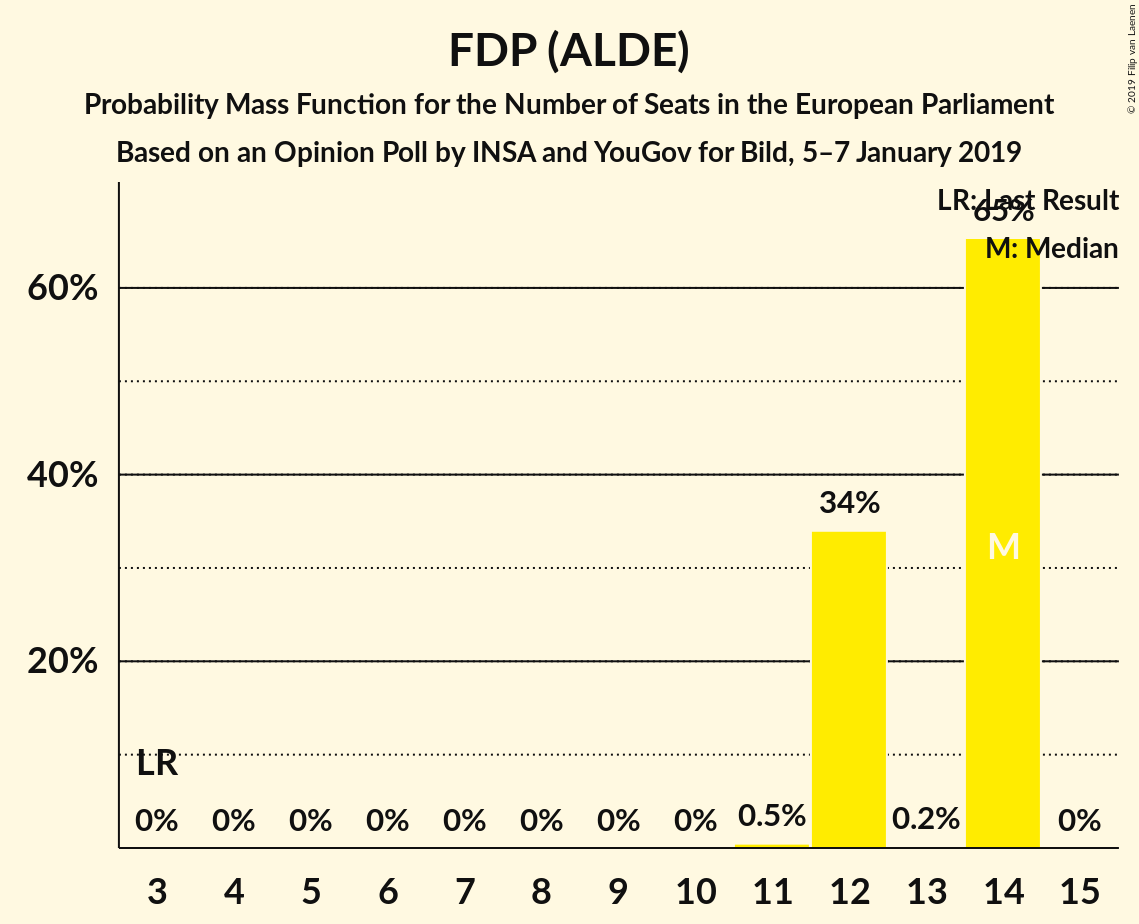 FDP (ALDE)
Probability Mass Function for the Number of Seats in the European Parliament
Based on an Opinion Poll by INSA and YouGov for Bild, 5–7 January 2019
© 2019 Filip van Laenen
LR: Last Result
65%
M: Median
60%
40%
34%
M
20%
LR
0% 0% 0% 0% 0% 0% 0% 0% 0.5% 0.2% 0%
3 4 5 6 7 8 9 10 11 12 13 14 15